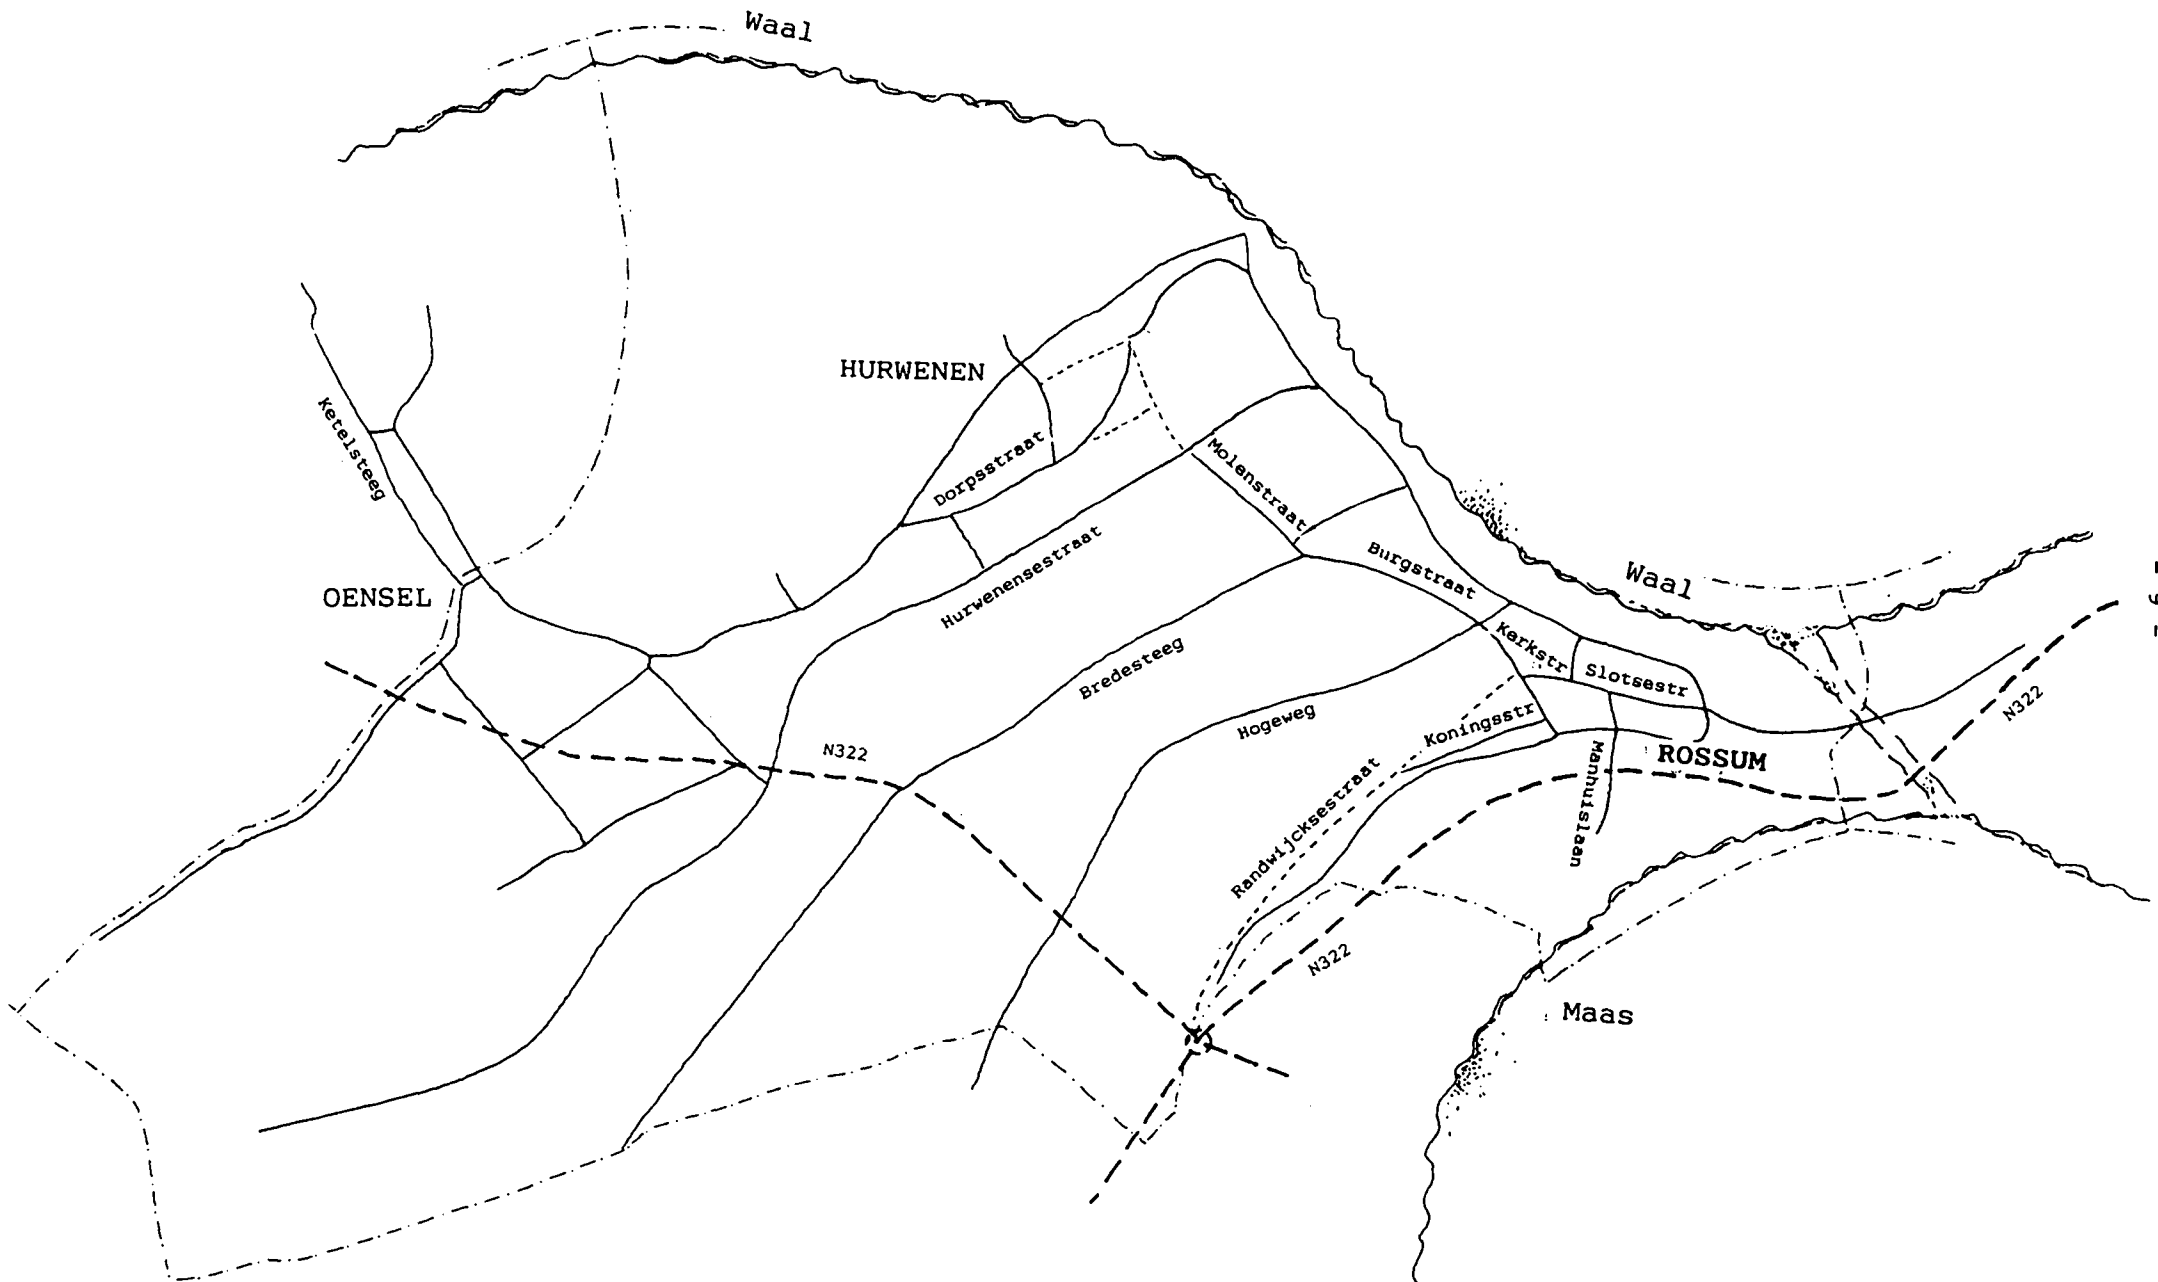 Waal
HURWENEN
Ketelsteeg
Dorpsstraat
Molenstraat
Hurwenensestraat
Burgstraat
Waal
OENSEL
- 9 -
Kerkstr
Slotsestr
Bredesteeg
Hogeweg
Koningsstr
N322
N322
ROSSUM
Manhuislaan
Randwijcksestraat
N322
Maas